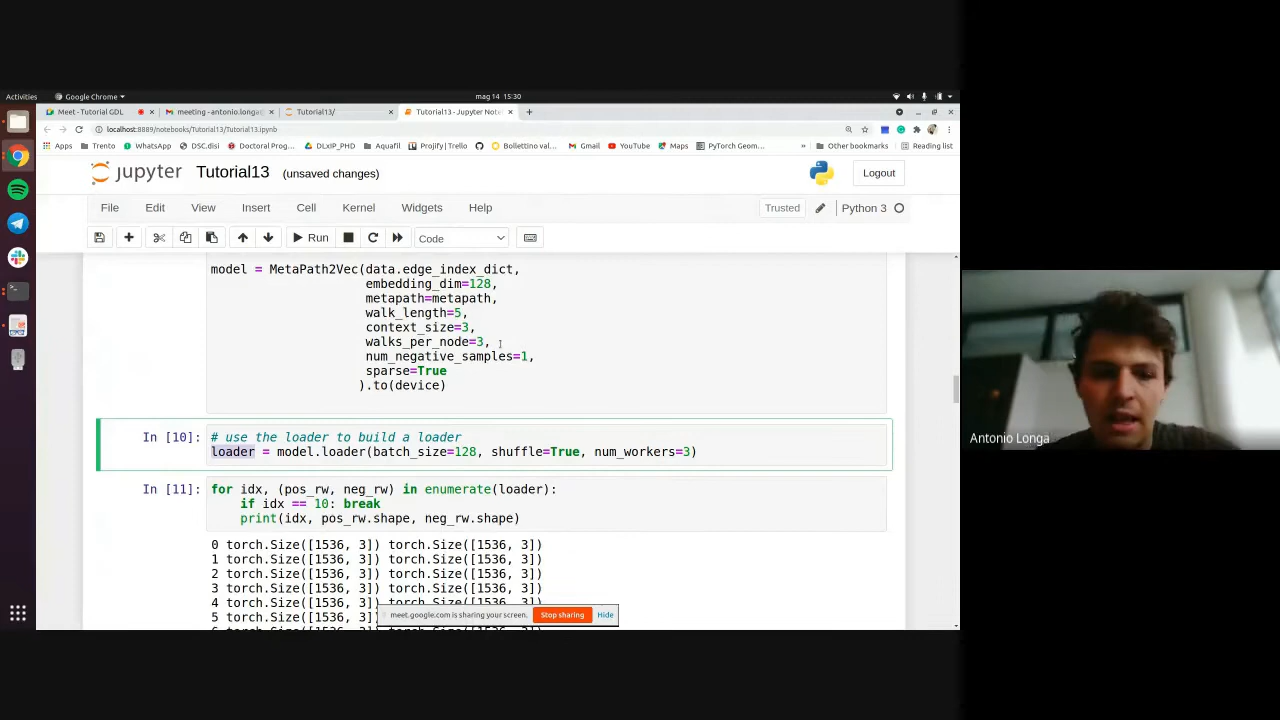 Activities
Google Chrome
mag 14 15:30
Meet - Tutorial GDL
meeting - antonio.longa
Tutorial13/
Tutorial13 - Jupyter Note
localhost:8889/notebooks/Tutorial13/Tutorial13.ipynb
Apps
Trento
WhatsApp
DSC.disi
Doctoral Prog...
DLxIP_PHD
Aquafil
Projify | Trello
Bollettino val...
Gmail
YouTube
Maps
PyTorch Geom...
»
Other bookmarks
Reading list
jupyter
Tutorial13
(unsaved changes)
Logout
File
Edit
View
Insert
Cell
Kernel
Widgets
Help
Trusted
Python 3
Run
Code
model = MetaPath2Vec(data.edge_index_dict,
embedding_dim=128,
metapath=metapath,
walk_length=5,
context_size=3,
walks_per_node=3,
num_negative_samples=1,
sparse=True
).to(device)
In [10]:
# use the loader to build a loader
loader = model.loader(batch_size=128, shuffle=True, num_workers=3)
In [11]:
for idx, (pos_rw, neg_rw) in enumerate(loader):
if idx == 10: break
print(idx, pos_rw.shape, neg_rw.shape)
0 torch.Size([1536, 3]) torch.Size([1536, 3])
1 torch.Size([1536, 3]) torch.Size([1536, 3])
2 torch.Size([1536, 3]) torch.Size([1536, 3])
3 torch.Size([1536, 3]) torch.Size([1536, 3])
4 torch.Size([1536, 3]) torch.Size([1536, 3])
5 torch.Size([1536,
meet.google.com is sharing your screen.
Stop sharing
Hide
Antonio Longa